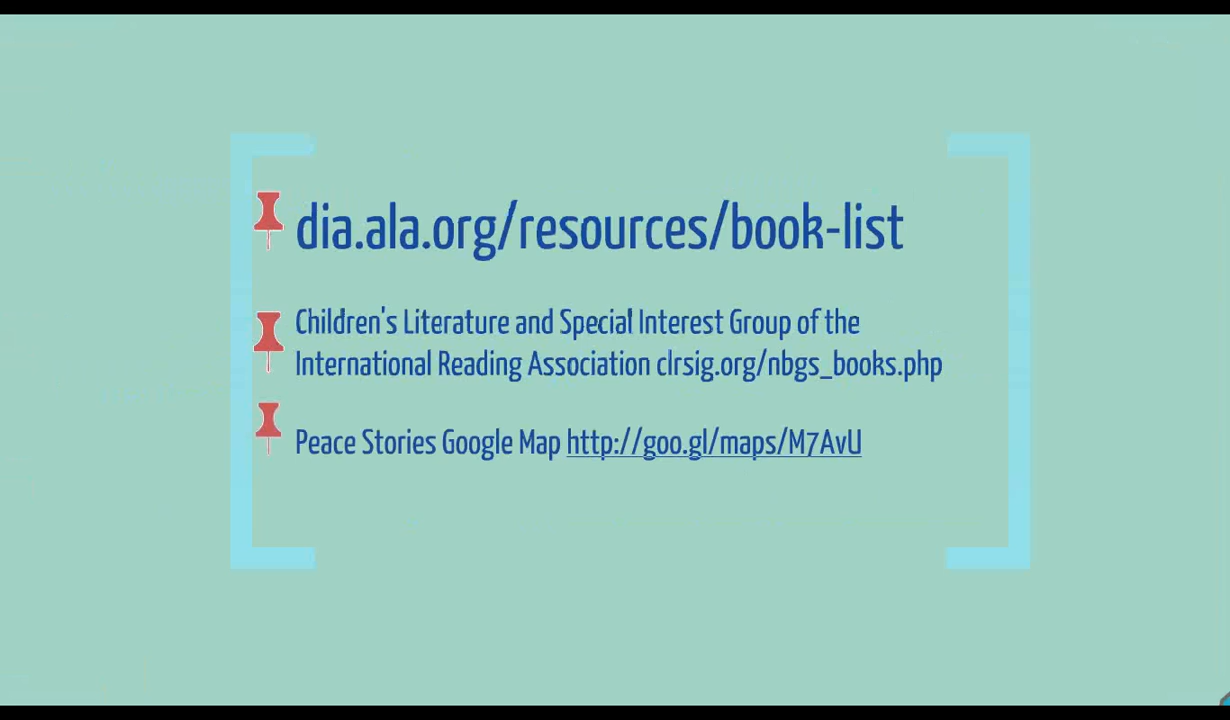 dia.ala.org/resources/book-list
Children's Literature and Special Interest Group of the
International Reading Association clrsig.org/nbgs_books.php
Peace Stories Google Map http://goo.gl/maps/M7AvU